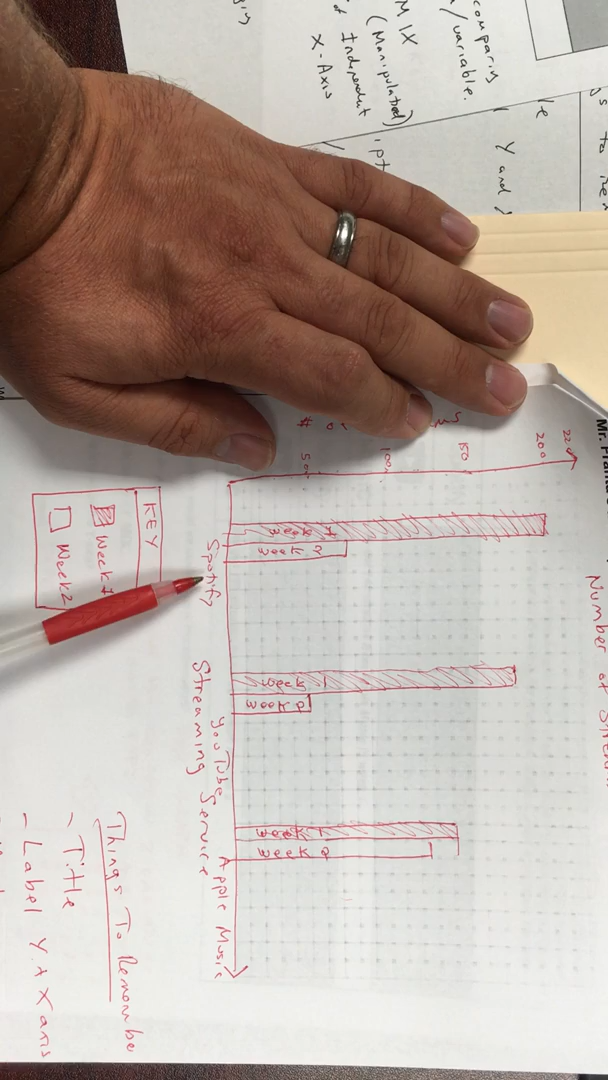 comparing
/variable.
MIX
(Manipulated)
of Independent
X-Axis
Y and
Number of
220
200
150
100
50
#
week 1
week 2
week 1
week 2
week 1
week 2
Spotify
YouTube
Apple Music
Streaming Service
KEY
Week 1
Week 2
Things To Remember
- Title
- Label Y + X axis